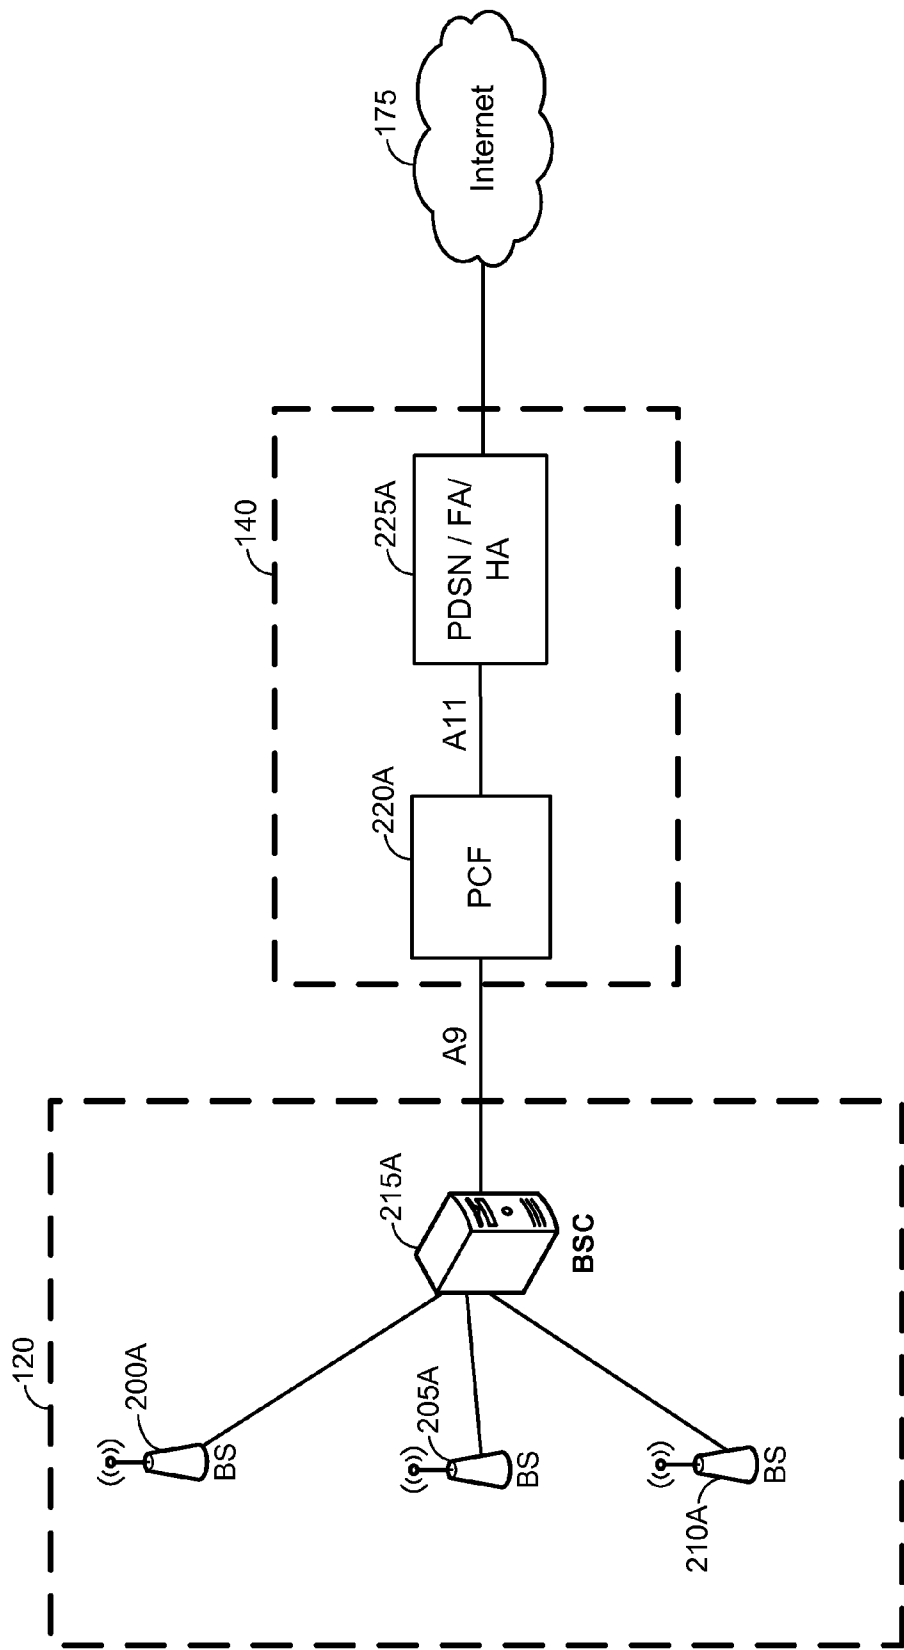 120
200A
BS
205A
BS
210A
BS
215A
BSC
A9
140
220A
PCF
A11
225A
PDSN / FA/
HA
175
Internet